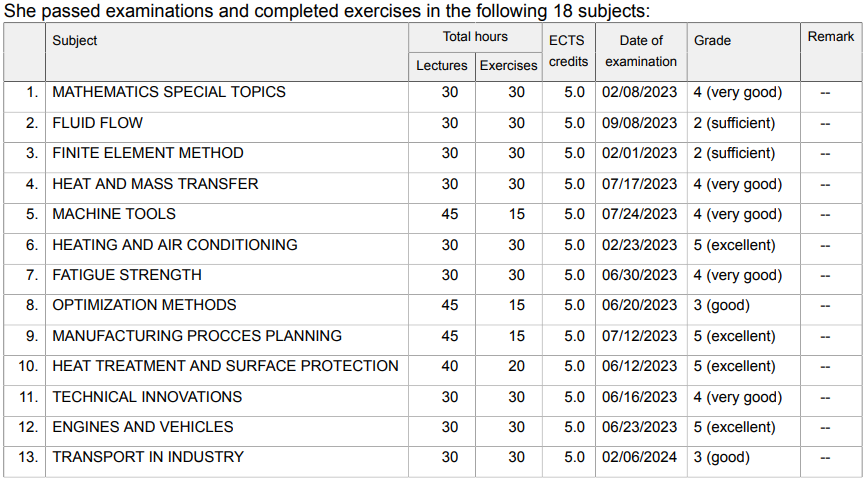 She passed examinations and completed exercises in the following 18 subjects:
Subject Total hours ECTS credits Date of examination Grade Remark
Lectures Exercises
1. MATHEMATICS SPECIAL TOPICS 30 30 5.0 02/08/2023 4 (very good) --
2. FLUID FLOW 30 30 5.0 09/08/2023 2 (sufficient) --
3. FINITE ELEMENT METHOD 30 30 5.0 02/01/2023 2 (sufficient) --
4. HEAT AND MASS TRANSFER 30 30 5.0 07/17/2023 4 (very good) --
5. MACHINE TOOLS 45 15 5.0 07/24/2023 4 (very good) --
6. HEATING AND AIR CONDITIONING 30 30 5.0 02/23/2023 5 (excellent) --
7. FATIGUE STRENGTH 30 30 5.0 06/30/2023 4 (very good) --
8. OPTIMIZATION METHODS 45 15 5.0 06/20/2023 3 (good) --
9. MANUFACTURING PROCCES PLANNING 45 15 5.0 07/12/2023 5 (excellent) --
10. HEAT TREATMENT AND SURFACE PROTECTION 40 20 5.0 06/12/2023 5 (excellent) --
11. TECHNICAL INNOVATIONS 30 30 5.0 06/16/2023 4 (very good) --
12. ENGINES AND VEHICLES 30 30 5.0 06/23/2023 5 (excellent) --
13. TRANSPORT IN INDUSTRY 30 30 5.0 02/06/2024 3 (good) --